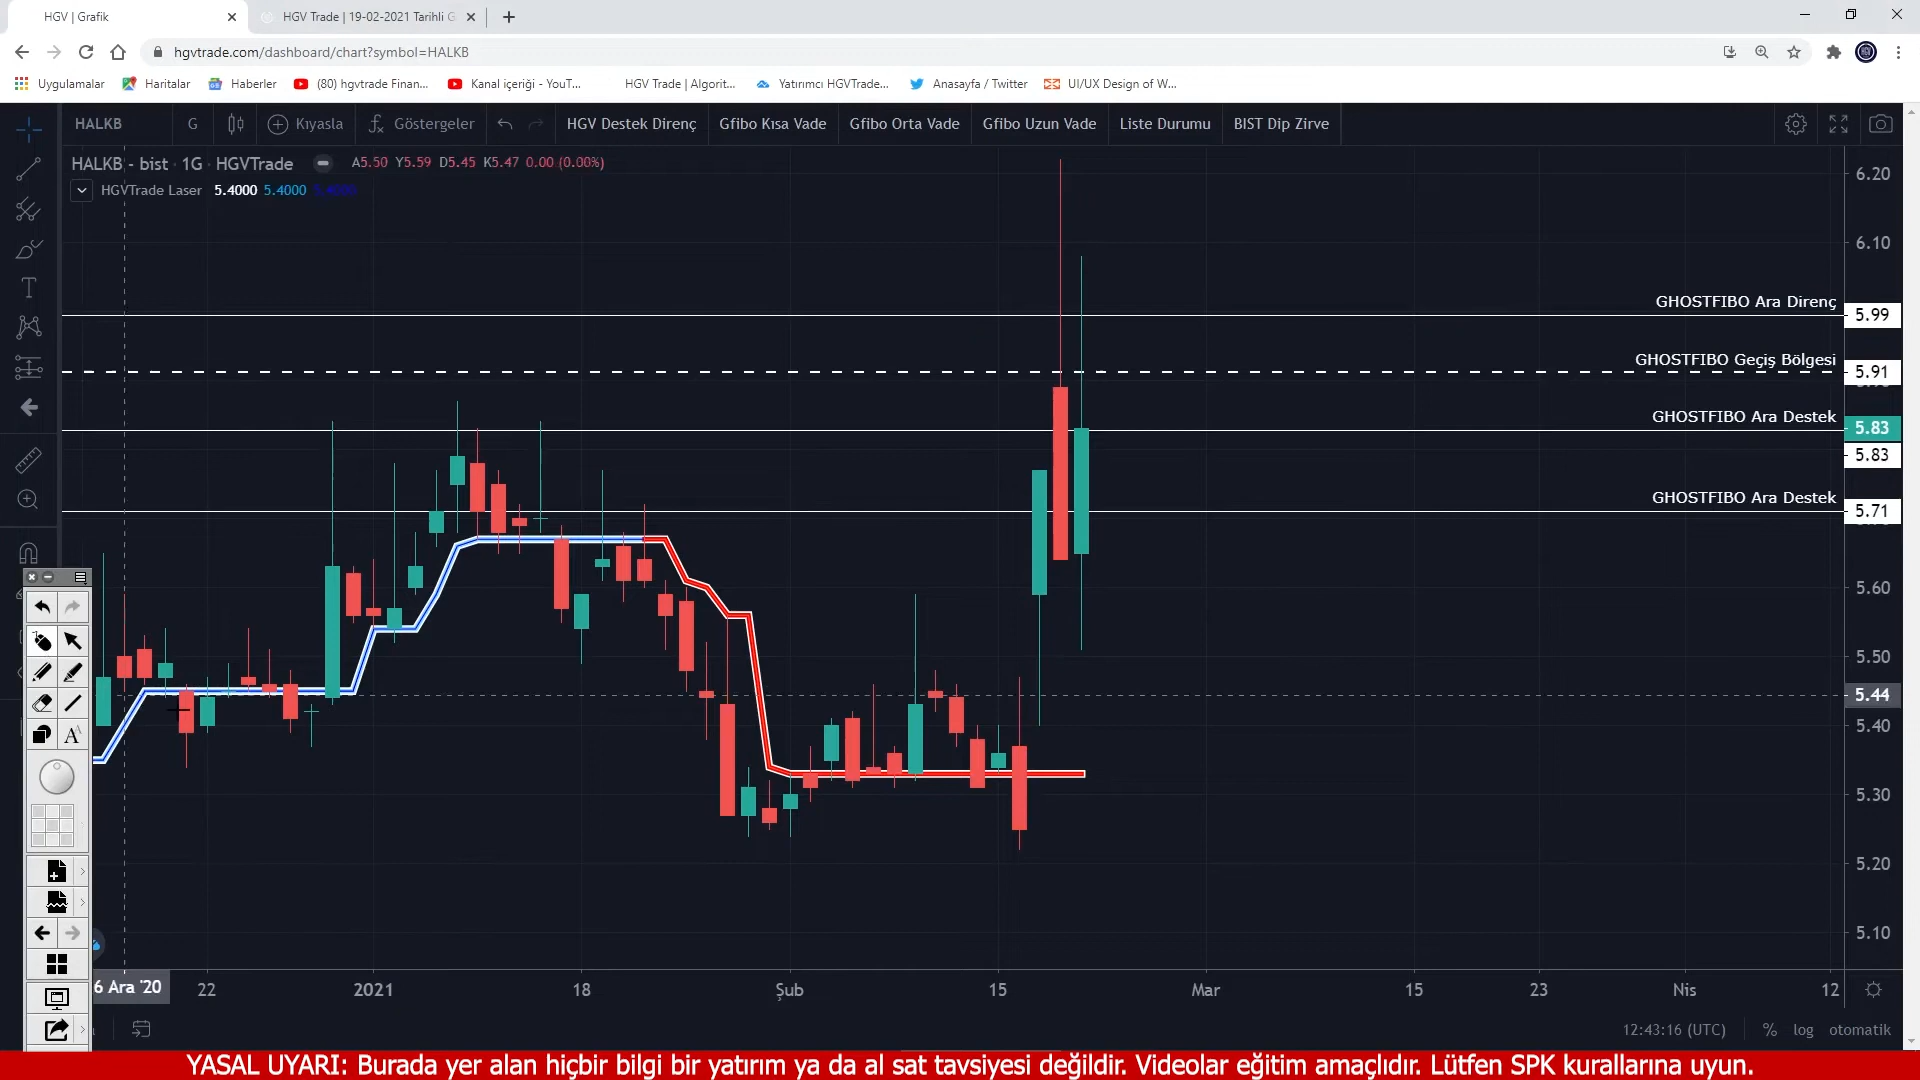 HGV | Grafik
HGV Trade | 19-02-2021 Tarihli G
hgvtrade.com/dashboard/chart?symbol=HALKB
Uygulamalar
Haritalar
Haberler
(80) hgvtrade Finan...
Kanal içeriği - YouT...
HGV Trade | Algorit...
Yatırımcı HGVTrade...
Anasayfa / Twitter
UI/UX Design of W...
HALKB
G
Kıyasla
Göstergeler
HGV Destek Direnç
Gfibo Kısa Vade
Gfibo Orta Vade
Gfibo Uzun Vade
Liste Durumu
BIST Dip Zirve
HALKB - bist · 1G · HGVTrade
A5.50 Y5.59 D5.45 K5.47 0.00 (0.00%)
HGVTrade Laser 5.4000 5.4000 5.4000
6.20
6.10
GHOSTFIBO Ara Direnç
5.99
GHOSTFIBO Geçiş Bölgesi
5.91
GHOSTFIBO Ara Destek
5.83
5.83
GHOSTFIBO Ara Destek
5.71
5.60
5.50
5.44
5.40
5.30
5.20
5.10
6 Ara '20
22
2021
18
Şub
15
Mar
15
23
Nis
12
12:43:16 (UTC)
%
log
otomatik
YASAL UYARI: Burada yer alan hiçbir bilgi bir yatırım ya da al sat tavsiyesi değildir. Videolar eğitim amaçlıdır. Lütfen SPK kurallarına uyun.